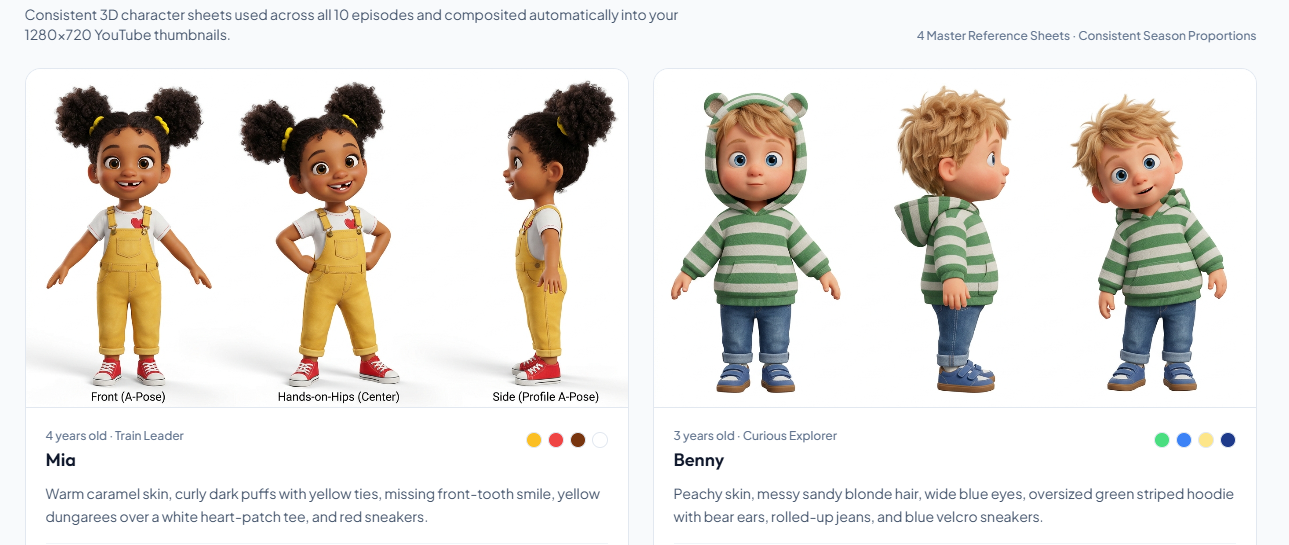 Consistent 3D character sheets used across all 10 episodes and composited automatically into your
1280×720 YouTube thumbnails.
4 Master Reference Sheets · Consistent Season Proportions
Front (A-Pose)
Hands-on-Hips (Center)
Side (Profile A-Pose)
4 years old · Train Leader
Mia
Warm caramel skin, curly dark puffs with yellow ties, missing front-tooth smile, yellow
dungarees over a white heart-patch tee, and red sneakers.
3 years old · Curious Explorer
Benny
Peachy skin, messy sandy blonde hair, wide blue eyes, oversized green striped hoodie
with bear ears, rolled-up jeans, and blue velcro sneakers.